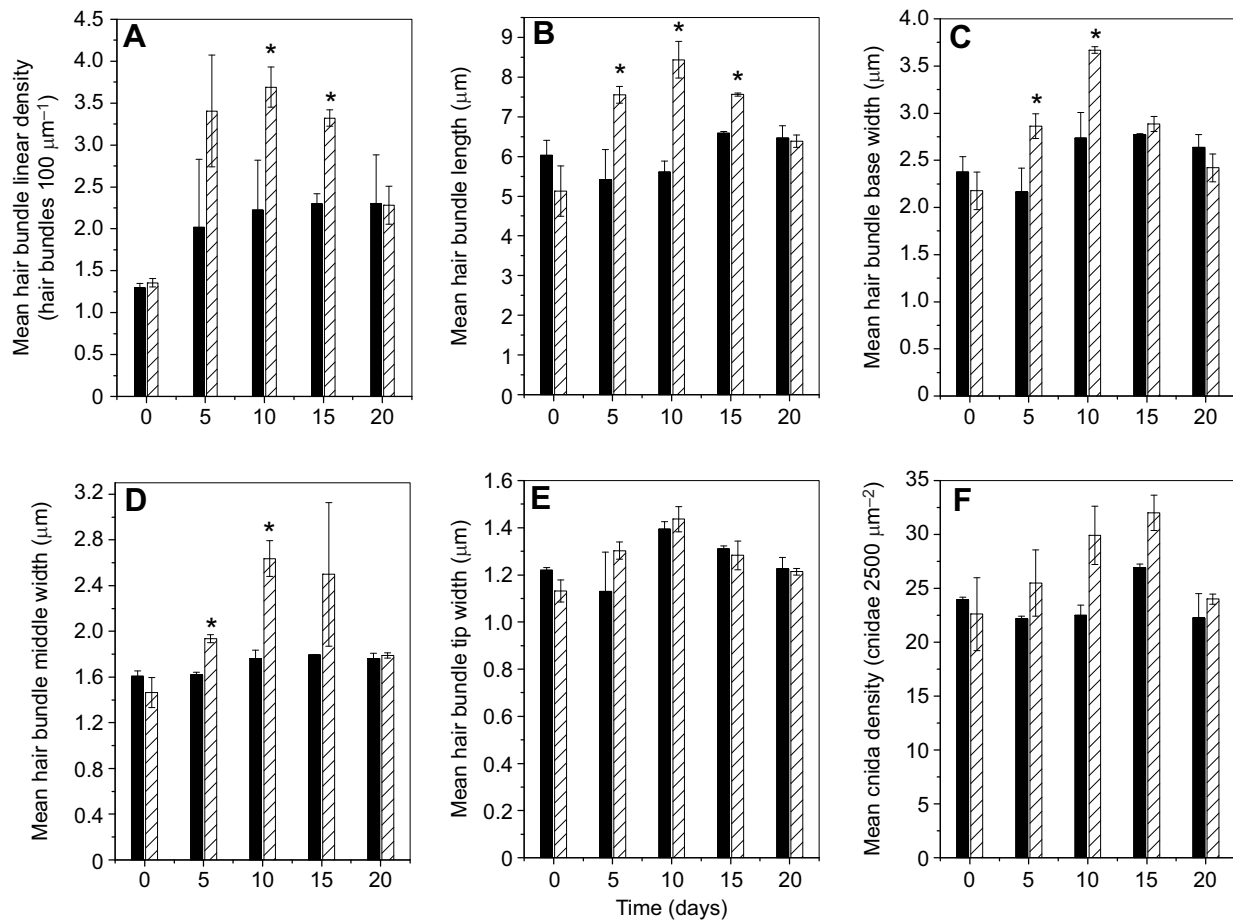 A
Mean hair bundle linear density
(hair bundles 100 μm⁻¹)
4.5
4.0
3.5
3.0
2.5
2.0
1.5
1.0
0.5
0
* *
0 5 10 15 20
B
Mean hair bundle length (μm)
9
8
7
6
5
4
3
2
1
0
* * *
0 5 10 15 20
C
Mean hair bundle base width (μm)
4.0
3.5
3.0
2.5
2.0
1.5
1.0
0.5
0
* *
0 5 10 15 20
D
Mean hair bundle middle width (μm)
3.2
2.8
2.4
2.0
1.6
1.2
0.8
0.4
0
* *
0 5 10 15 20
E
Mean hair bundle tip width (μm)
1.6
1.4
1.2
1.0
0.8
0.6
0.4
0.2
0
0 5 10 15 20
F
Mean cnida density (cnidae 2500 μm⁻²)
35
30
25
20
15
10
5
0
0 5 10 15 20
Time (days)